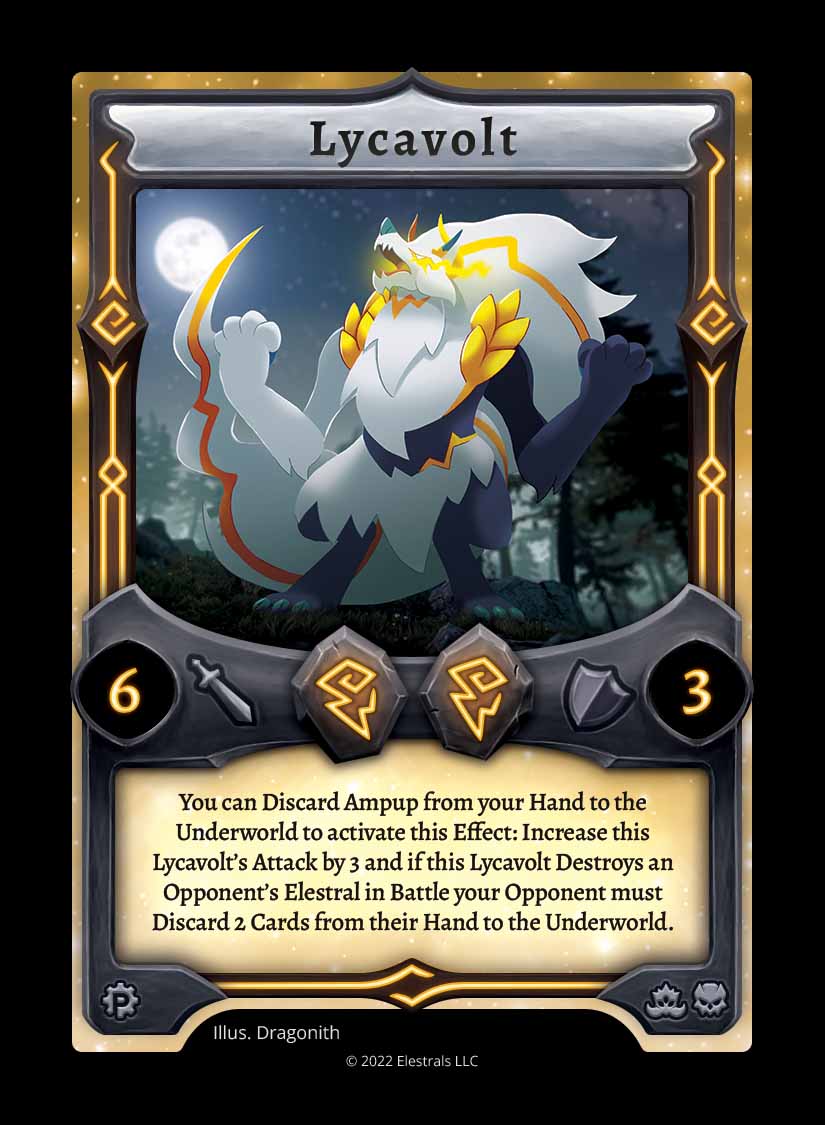 Lycavolt
6
3
You can Discard Ampup from your Hand to the
Underworld to activate this Effect: Increase this
Lycavolt's Attack by 3 and if this Lycavolt Destroys an
Opponent's Elestral in Battle your Opponent must
Discard 2 Cards from their Hand to the Underworld.
P
Illus. Dragonith
© 2022 Elestrals LLC